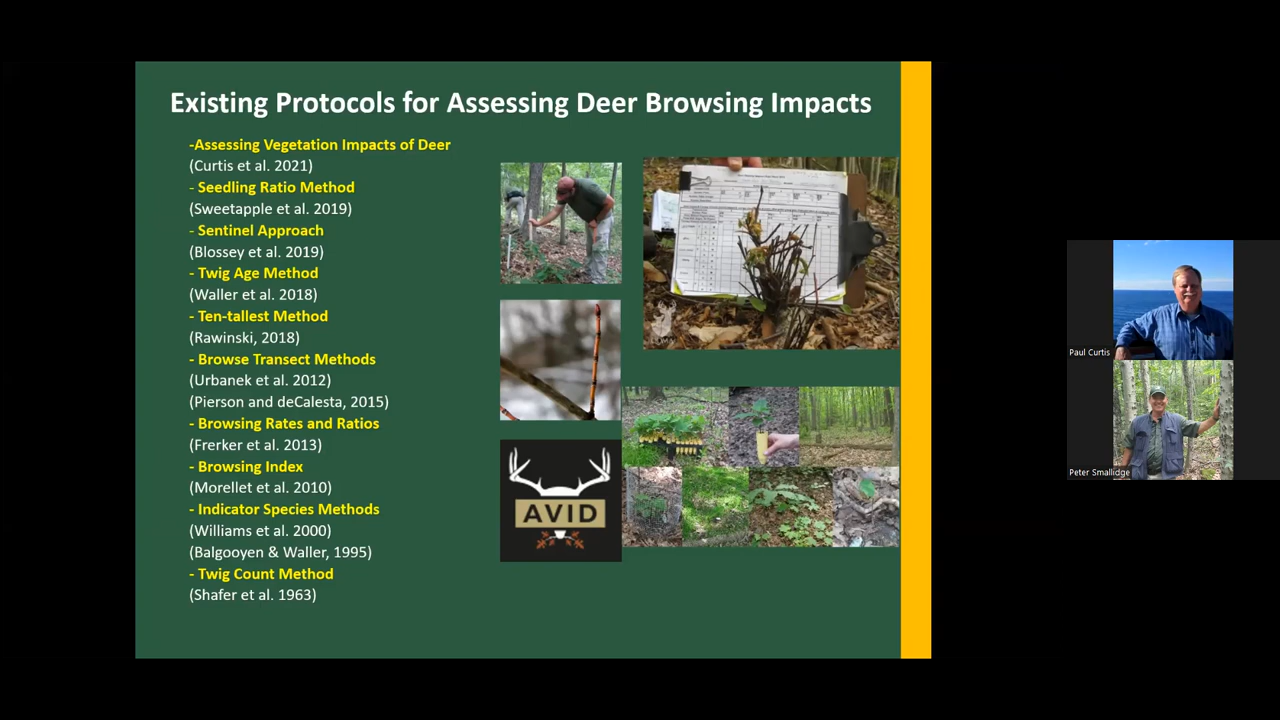 Existing Protocols for Assessing Deer Browsing Impacts
-Assessing Vegetation Impacts of Deer
(Curtis et al. 2021)
- Seedling Ratio Method
(Sweetapple et al. 2019)
- Sentinel Approach
(Blossey et al. 2019)
- Twig Age Method
(Waller et al. 2018)
- Ten-tallest Method
(Rawinski, 2018)
- Browse Transect Methods
(Urbanek et al. 2012)
(Pierson and deCalesta, 2015)
- Browsing Rates and Ratios
(Frerker et al. 2013)
- Browsing Index
(Morellet et al. 2010)
- Indicator Species Methods
(Williams et al. 2000)
(Balgooyen & Waller, 1995)
- Twig Count Method
(Shafer et al. 1963)
AVID
Paul Curtis
Peter Smallidge